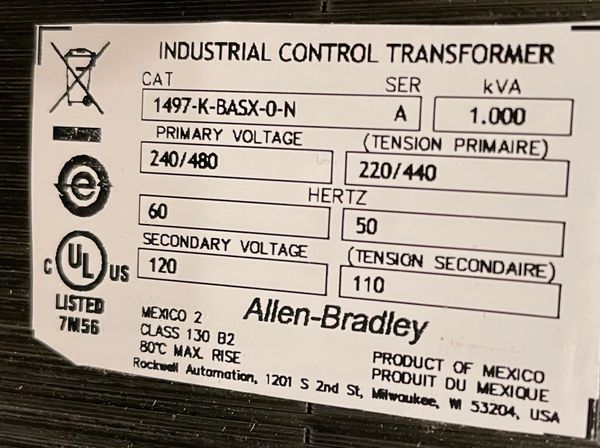 INDUSTRIAL CONTROL TRANSFORMER
CAT SER kVA
1497-K-BASX-0-N A 1.000
PRIMARY VOLTAGE (TENSION PRIMAIRE)
240/480 220/440
HERTZ
60 50
SECONDARY VOLTAGE (TENSION SECONDAIRE)
120 110
e
C UL US
LISTED
7M56
MEXICO 2
CLASS 130 B2
80°C MAX. RISE
Allen-Bradley
PRODUCT OF MEXICO
PRODUIT DU MEXIQUE
Rockwell Automation, 1201 S 2nd St, Milwaukee, WI 53204, USA